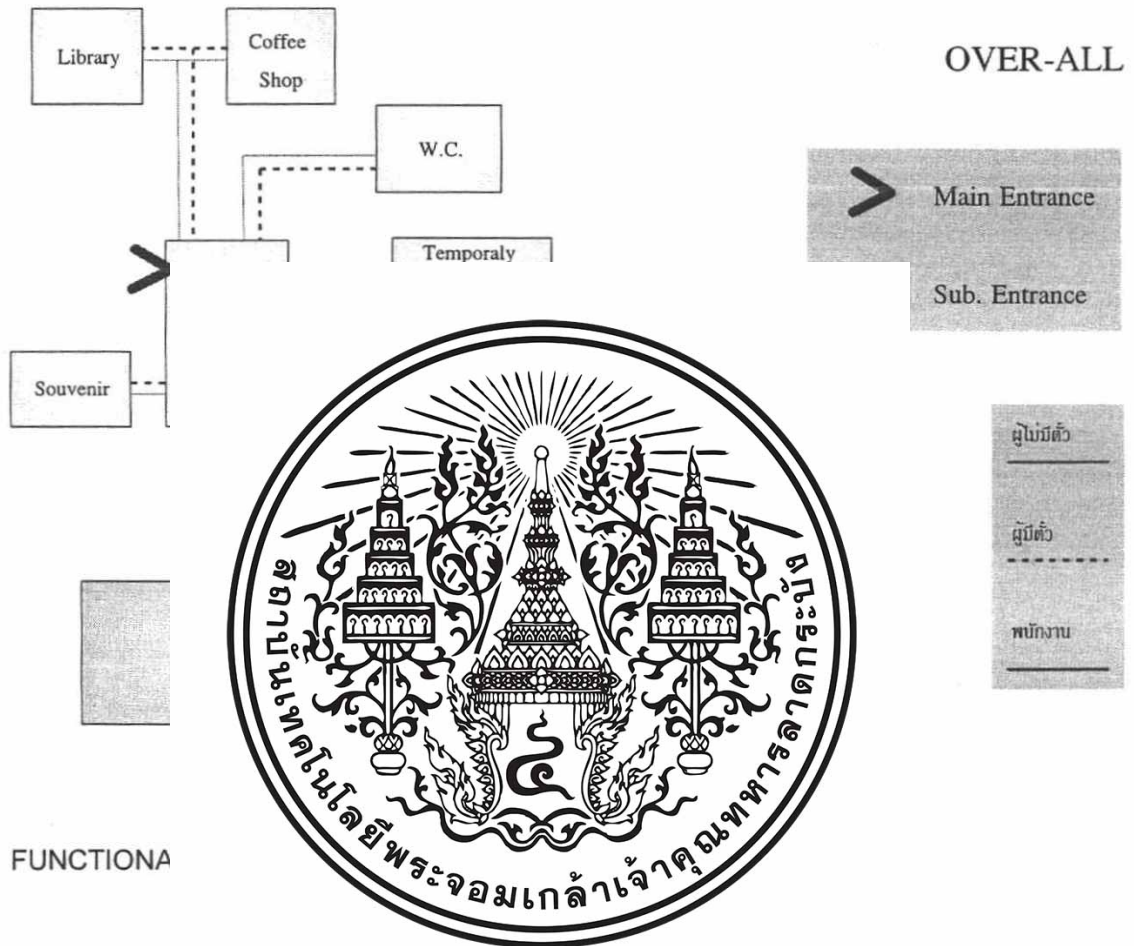 Library
Coffee
Shop
OVER-ALL
W.C.
Main Entrance
Temporaly
Sub. Entrance
Souvenir
ผู้ไม่มีตั๋ว
ผู้มีตั๋ว
พนักงาน
สถาบันเทคโนโลยีพระจอมเกล้าเจ้าคุณทหารลาดกระบัง
๔
FUNCTIONA